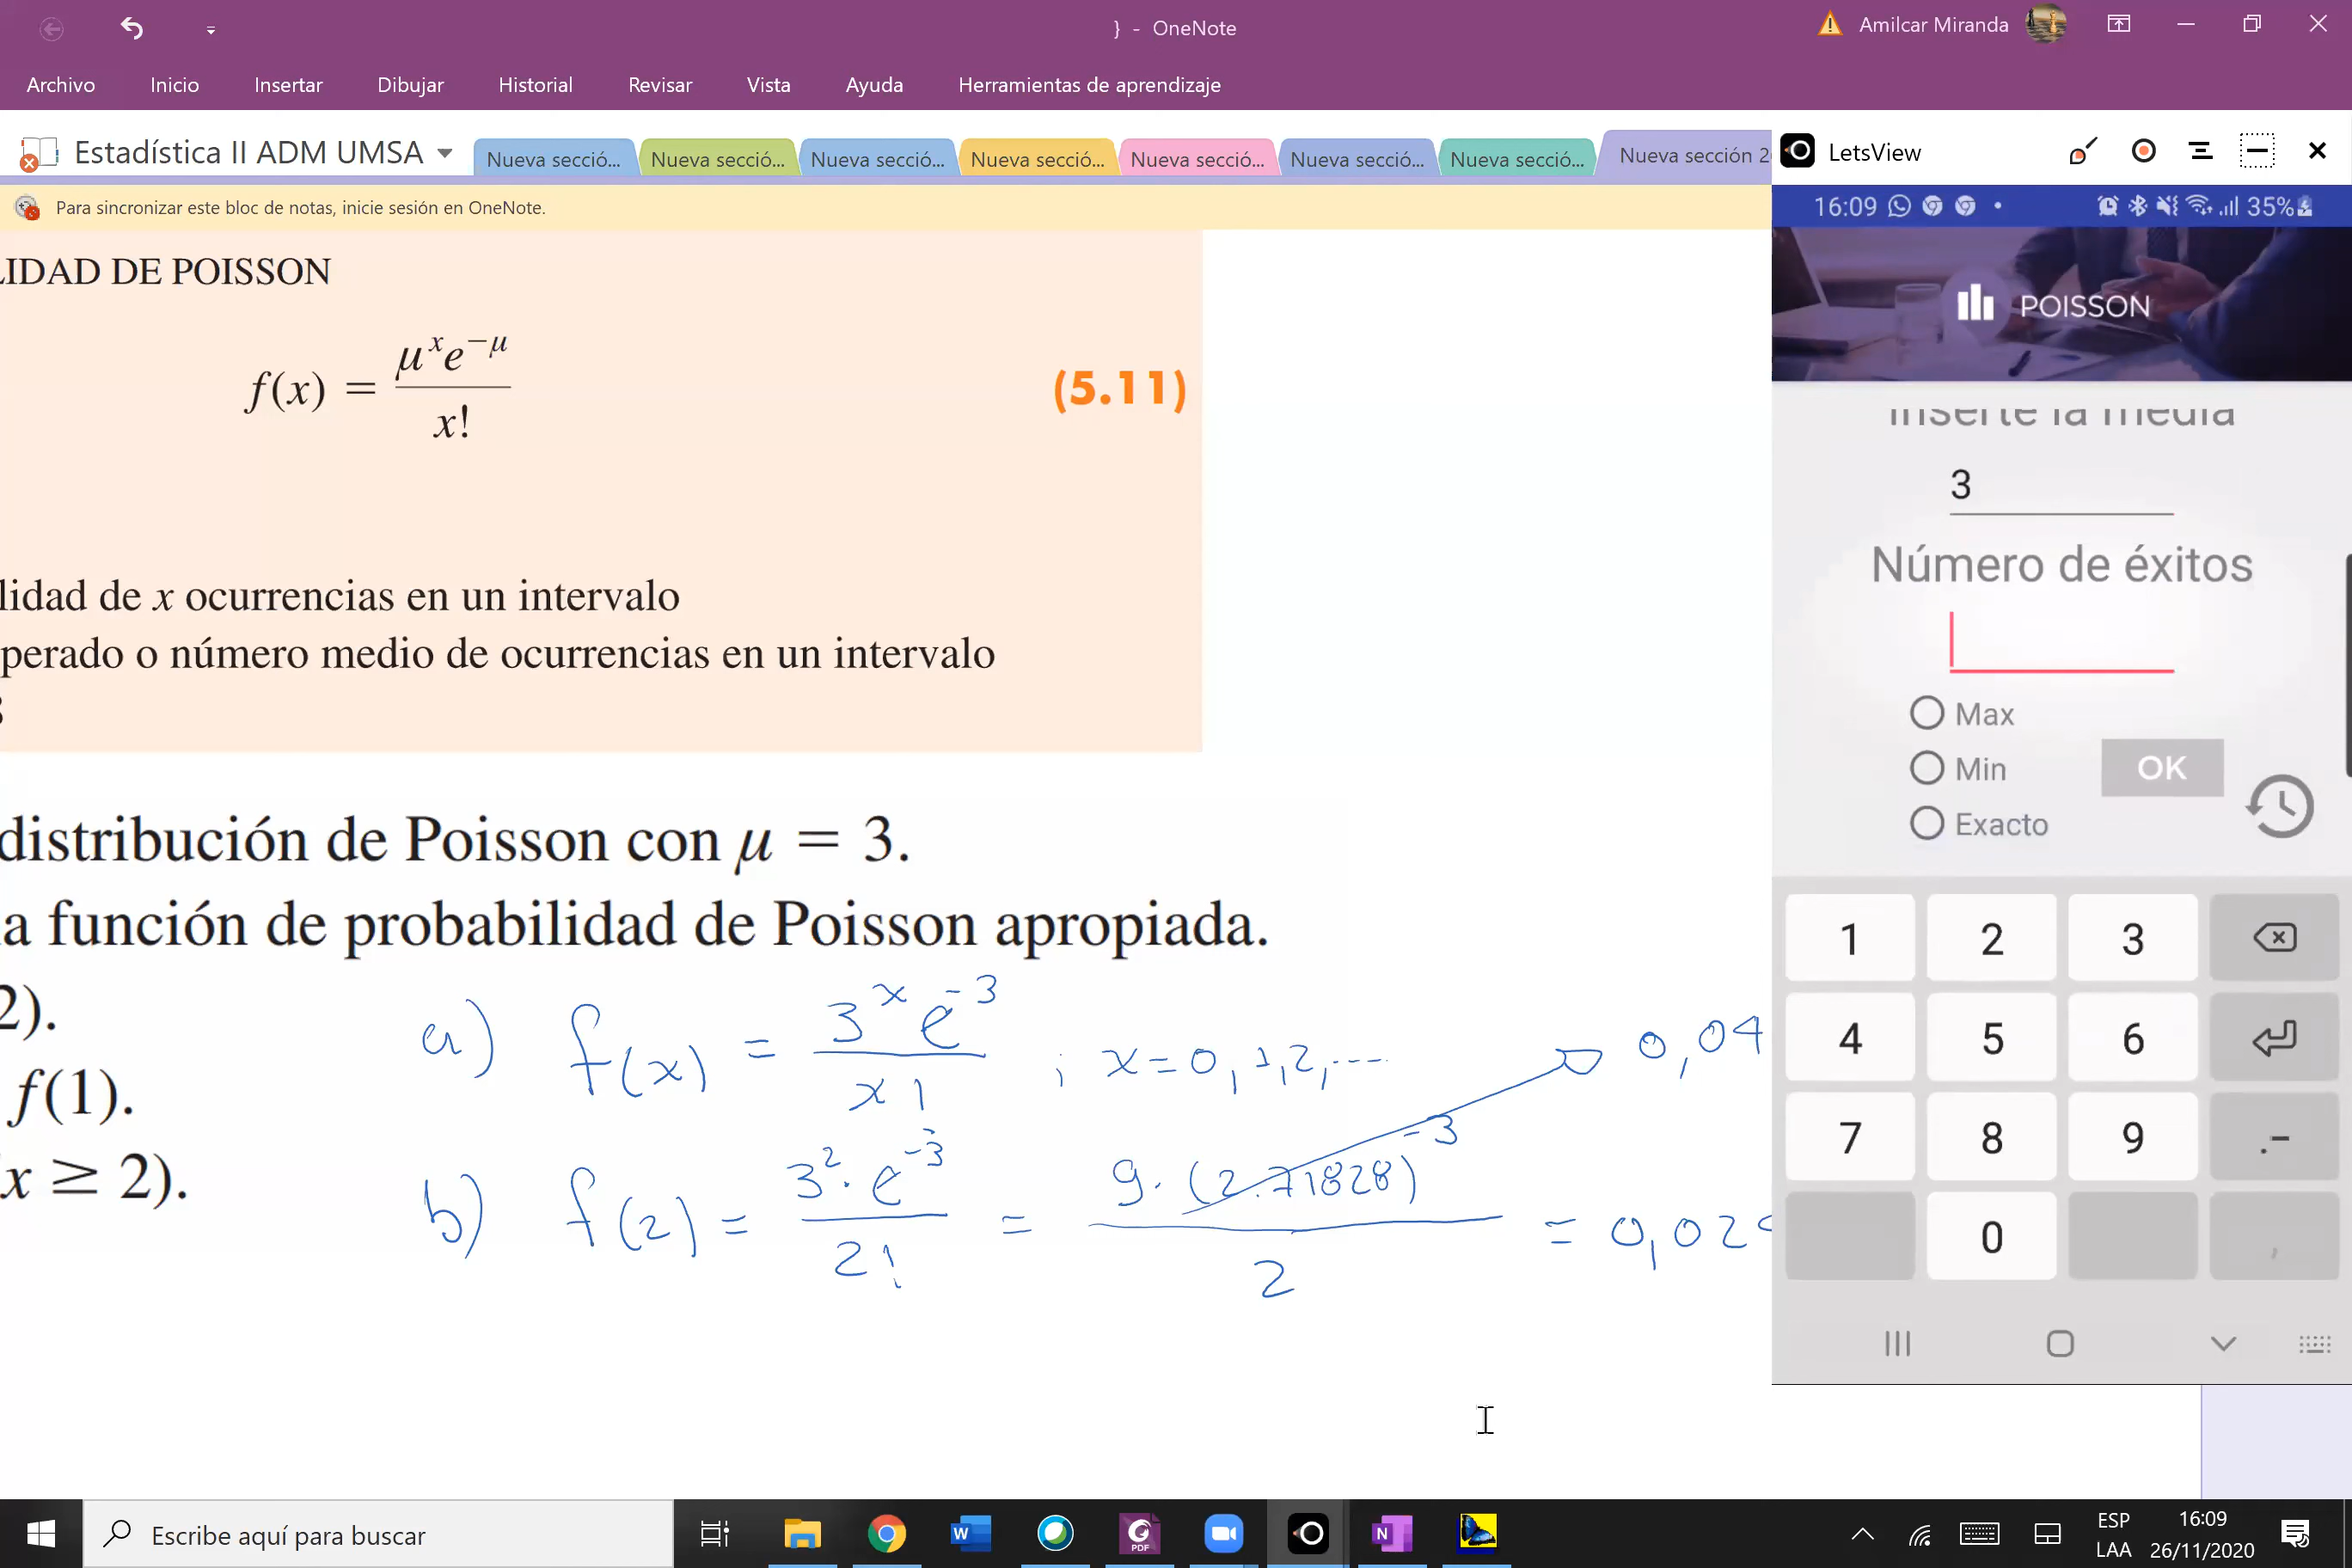 } - OneNote
Amilcar Miranda
Archivo Inicio Insertar Dibujar Historial Revisar Vista Ayuda Herramientas de aprendizaje
Estadística II ADM UMSA
Nueva secció... Nueva secció... Nueva secció... Nueva secció... Nueva secció... Nueva secció... Nueva secció... Nueva sección 2
LetsView
Para sincronizar este bloc de notas, inicie sesión en OneNote.
16:09 35%
LIDAD DE POISSON
f(x) = μ^x e^−μ / x!
(5.11)
lidad de x ocurrencias en un intervalo
perado o número medio de ocurrencias en un intervalo
distribución de Poisson con μ = 3.
a función de probabilidad de Poisson apropiada.
2).
f(1).
x ≥ 2).
a) f(x) = 3^x e^-3 / x! ; x=0,1,2,...
0,04
b) f(2) = 3^2 · e^-3 / 2! = 9 · (2.71828)^-3 / 2 = 0,02
POISSON
Inserte la media
3
Número de éxitos
Max
Min
OK
Exacto
1 2 3
4 5 6
7 8 9 .-
0 ,
Escribe aquí para buscar
ESP
LAA
16:09
26/11/2020